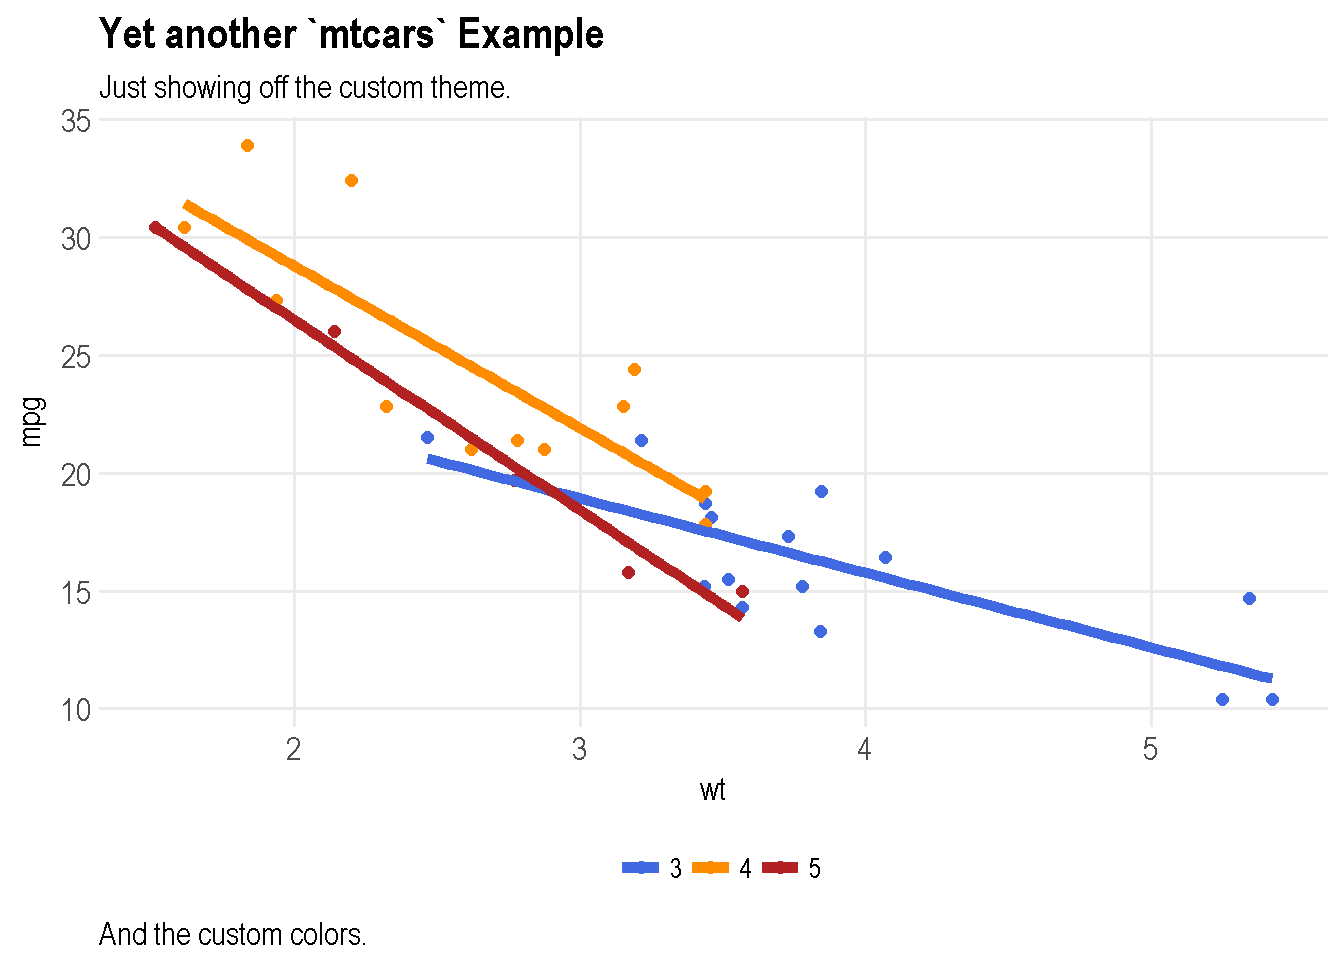 Yet another `mtcars` Example
Just showing off the custom theme.
35
30
25
20
15
10
mpg
2 3 4 5
wt
3 4 5
And the custom colors.